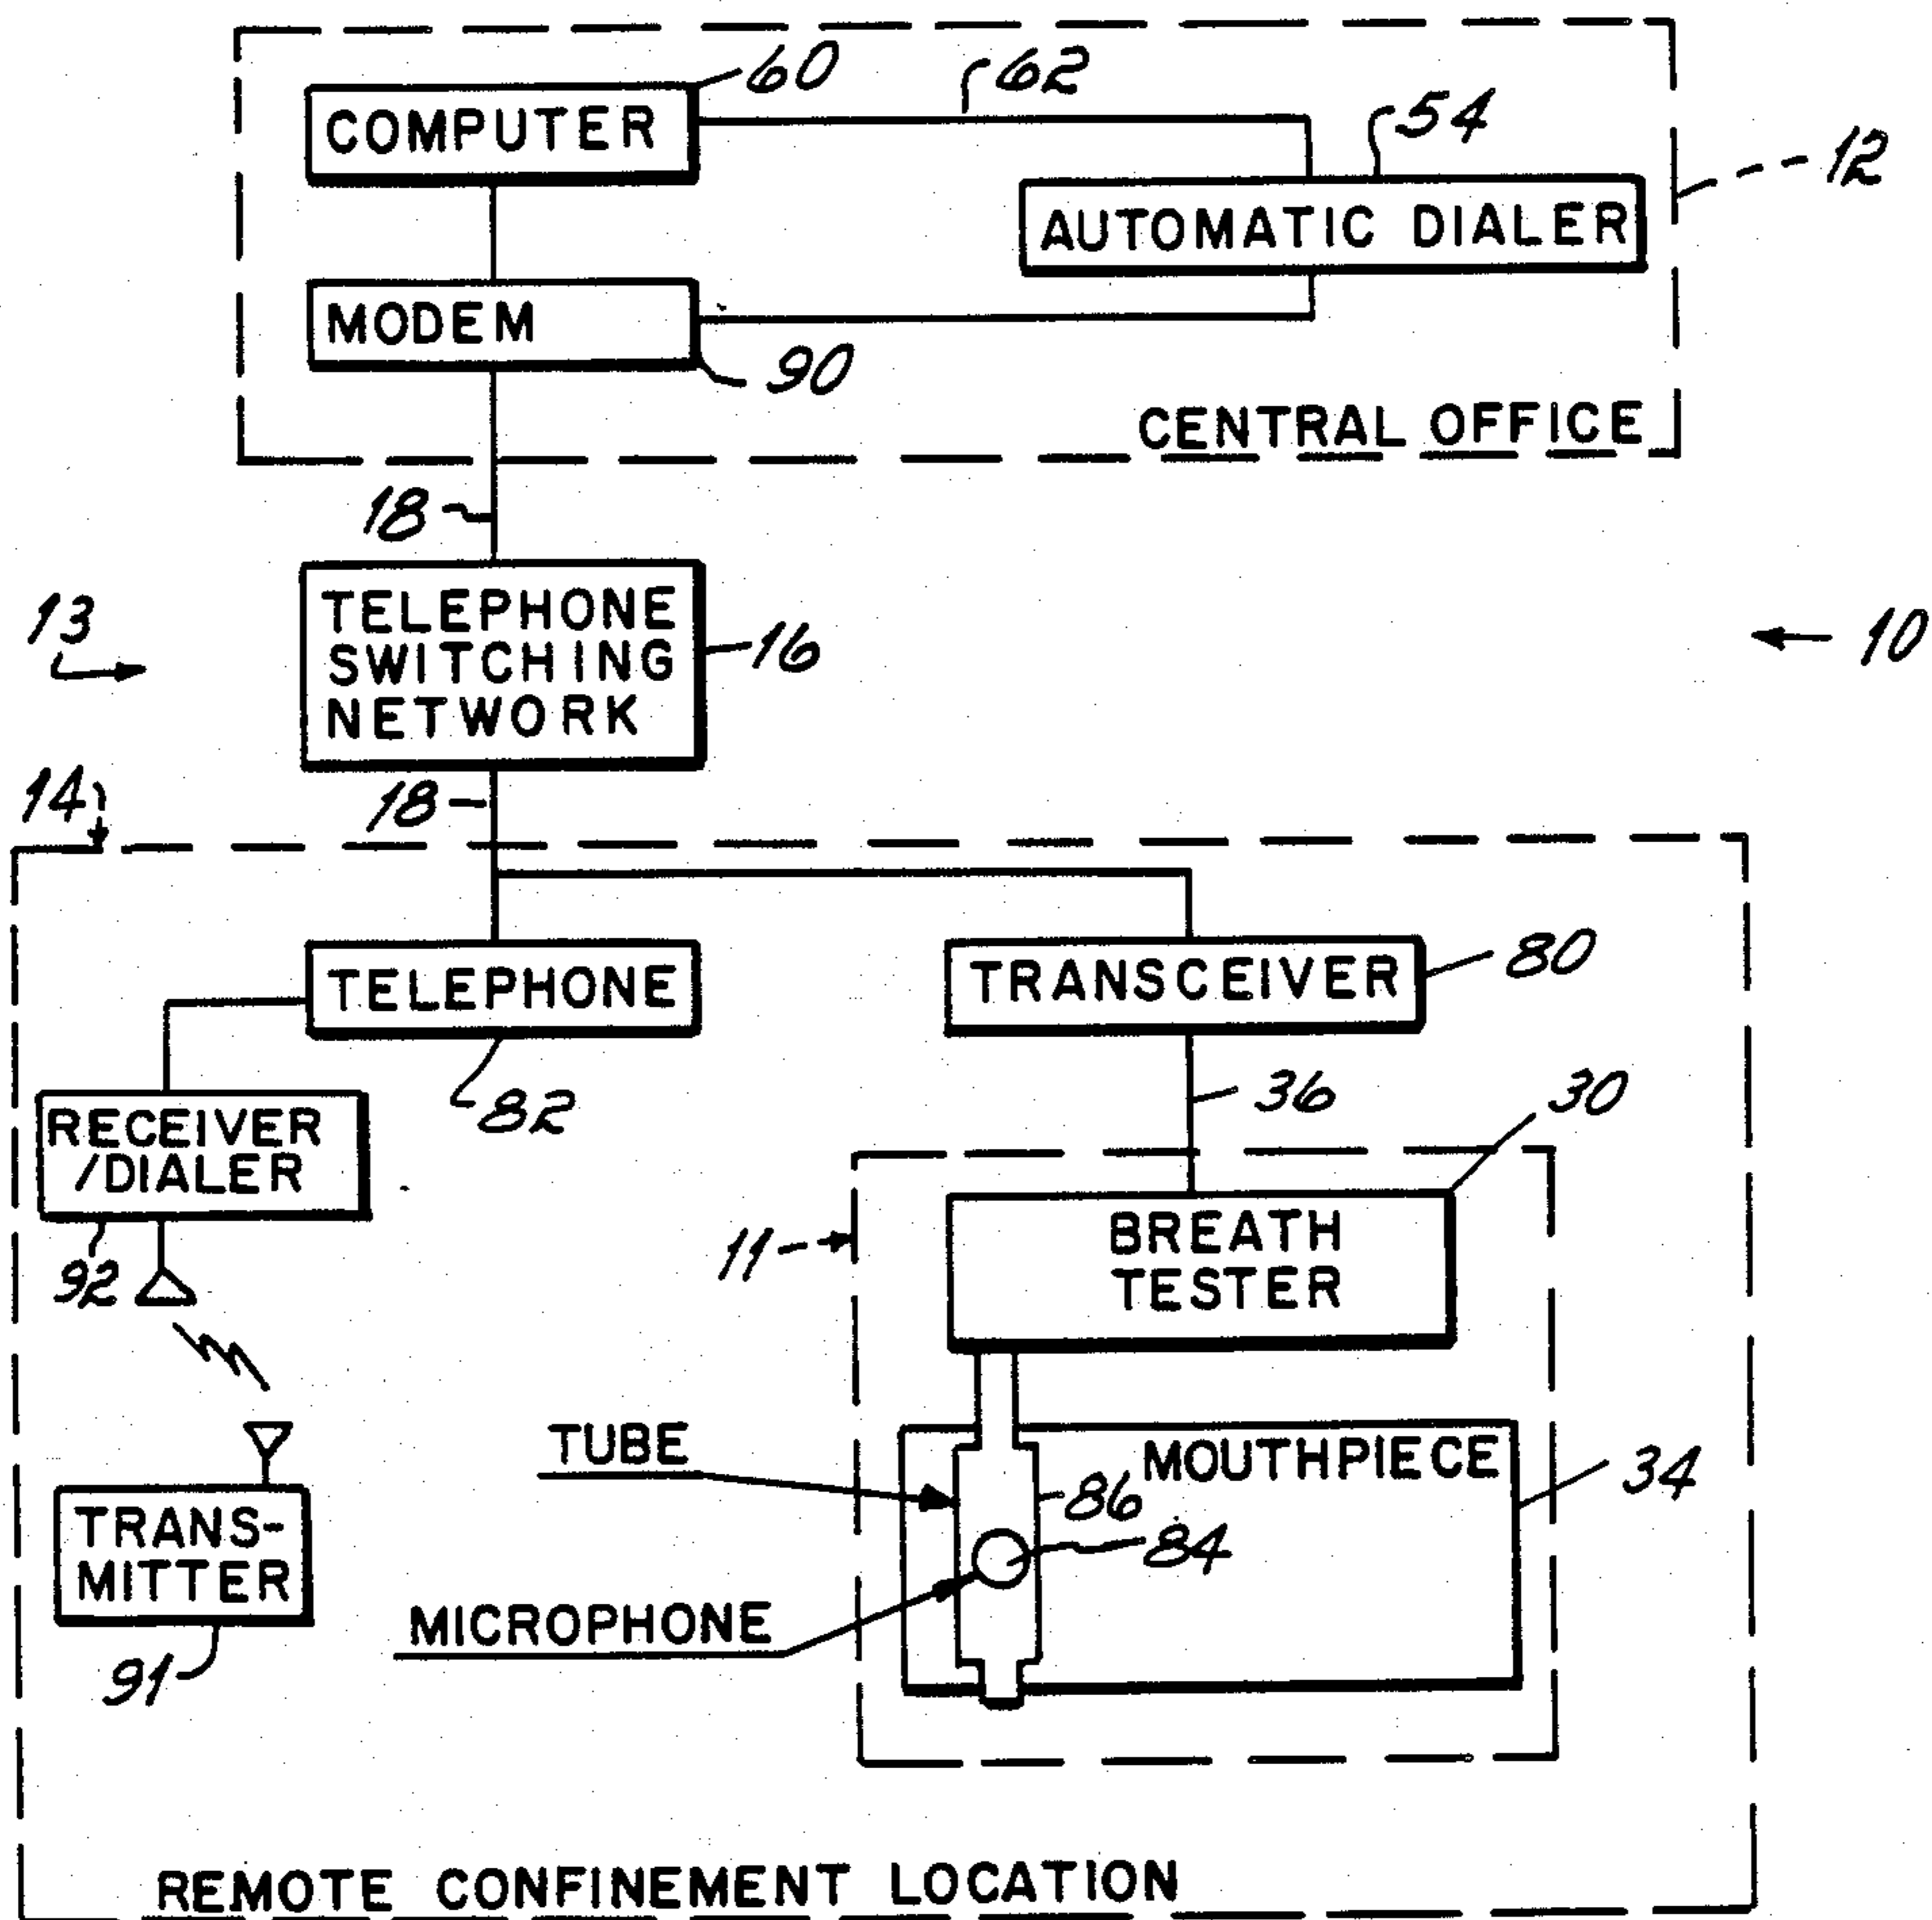 60
62
COMPUTER
54
12
AUTOMATIC DIALER
MODEM
90
CENTRAL OFFICE
18
13
TELEPHONE
SWITCHING
NETWORK
16
10
14
18
TELEPHONE
TRANSCEIVER
80
82
36
30
RECEIVER
/DIALER
92
11
BREATH
TESTER
TUBE
MOUTHPIECE
34
86
84
TRANS-
MITTER
MICROPHONE
91
REMOTE CONFINEMENT LOCATION